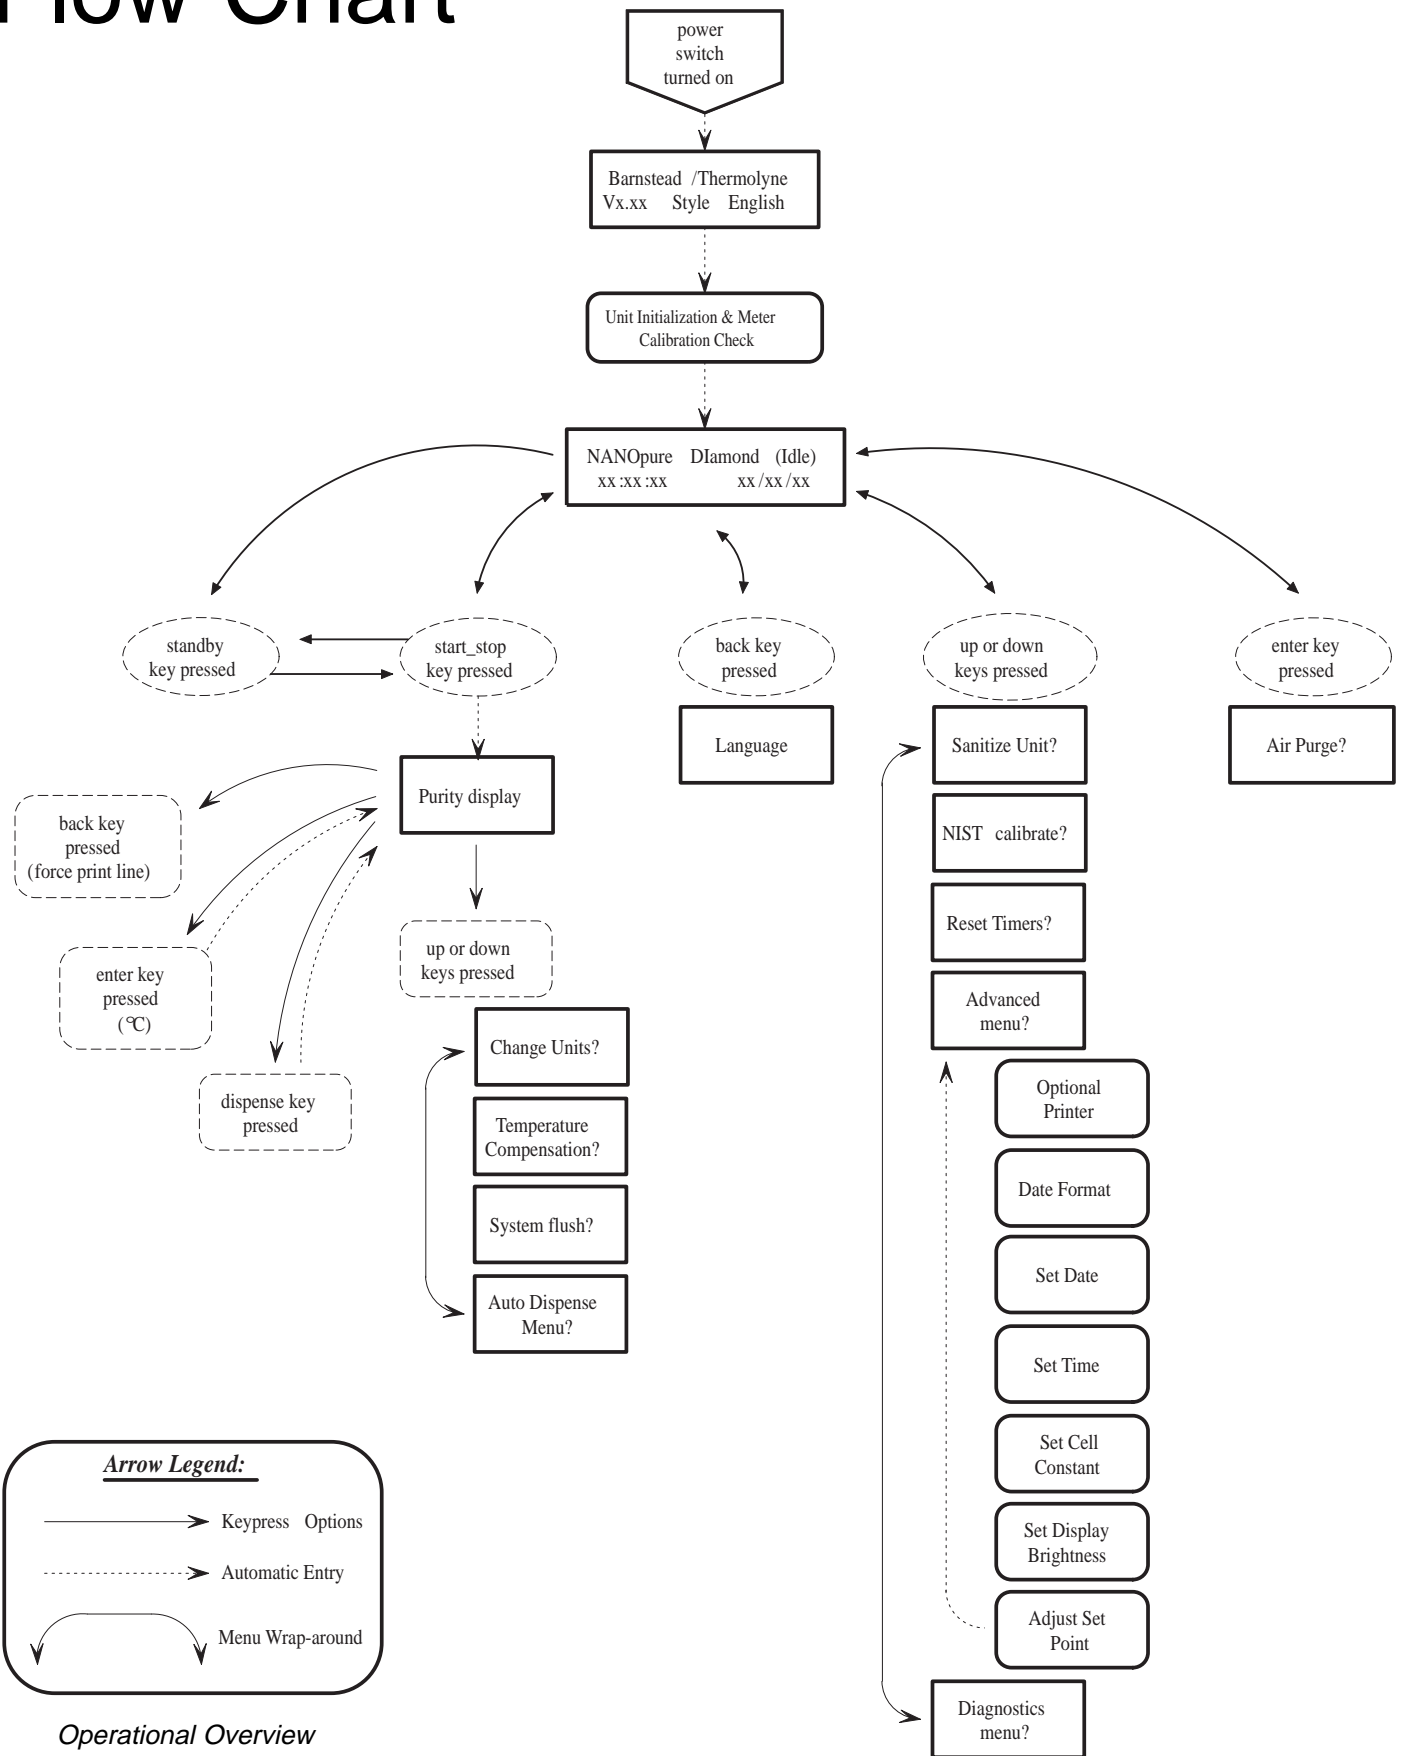 Flow Chart
power
switch
turned on
Barnstead /Thermolyne
Vx.xx Style English
Unit Initialization & Meter
Calibration Check
NANOpure DIamond (Idle)
xx:xx:xx xx/xx/xx
standby
key pressed
start_stop
key pressed
back key
pressed
up or down
keys pressed
enter key
pressed
Language
Sanitize Unit?
Air Purge?
Purity display
back key
pressed
(force print line)
NIST calibrate?
Reset Timers?
enter key
pressed
(°C)
up or down
keys pressed
Advanced
menu?
dispense key
pressed
Change Units?
Temperature
Compensation?
System flush?
Auto Dispense
Menu?
Optional
Printer
Date Format
Set Date
Set Time
Set Cell
Constant
Set Display
Brightness
Adjust Set
Point
Diagnostics
menu?
Arrow Legend:
Keypress Options
Automatic Entry
Menu Wrap-around
Operational Overview